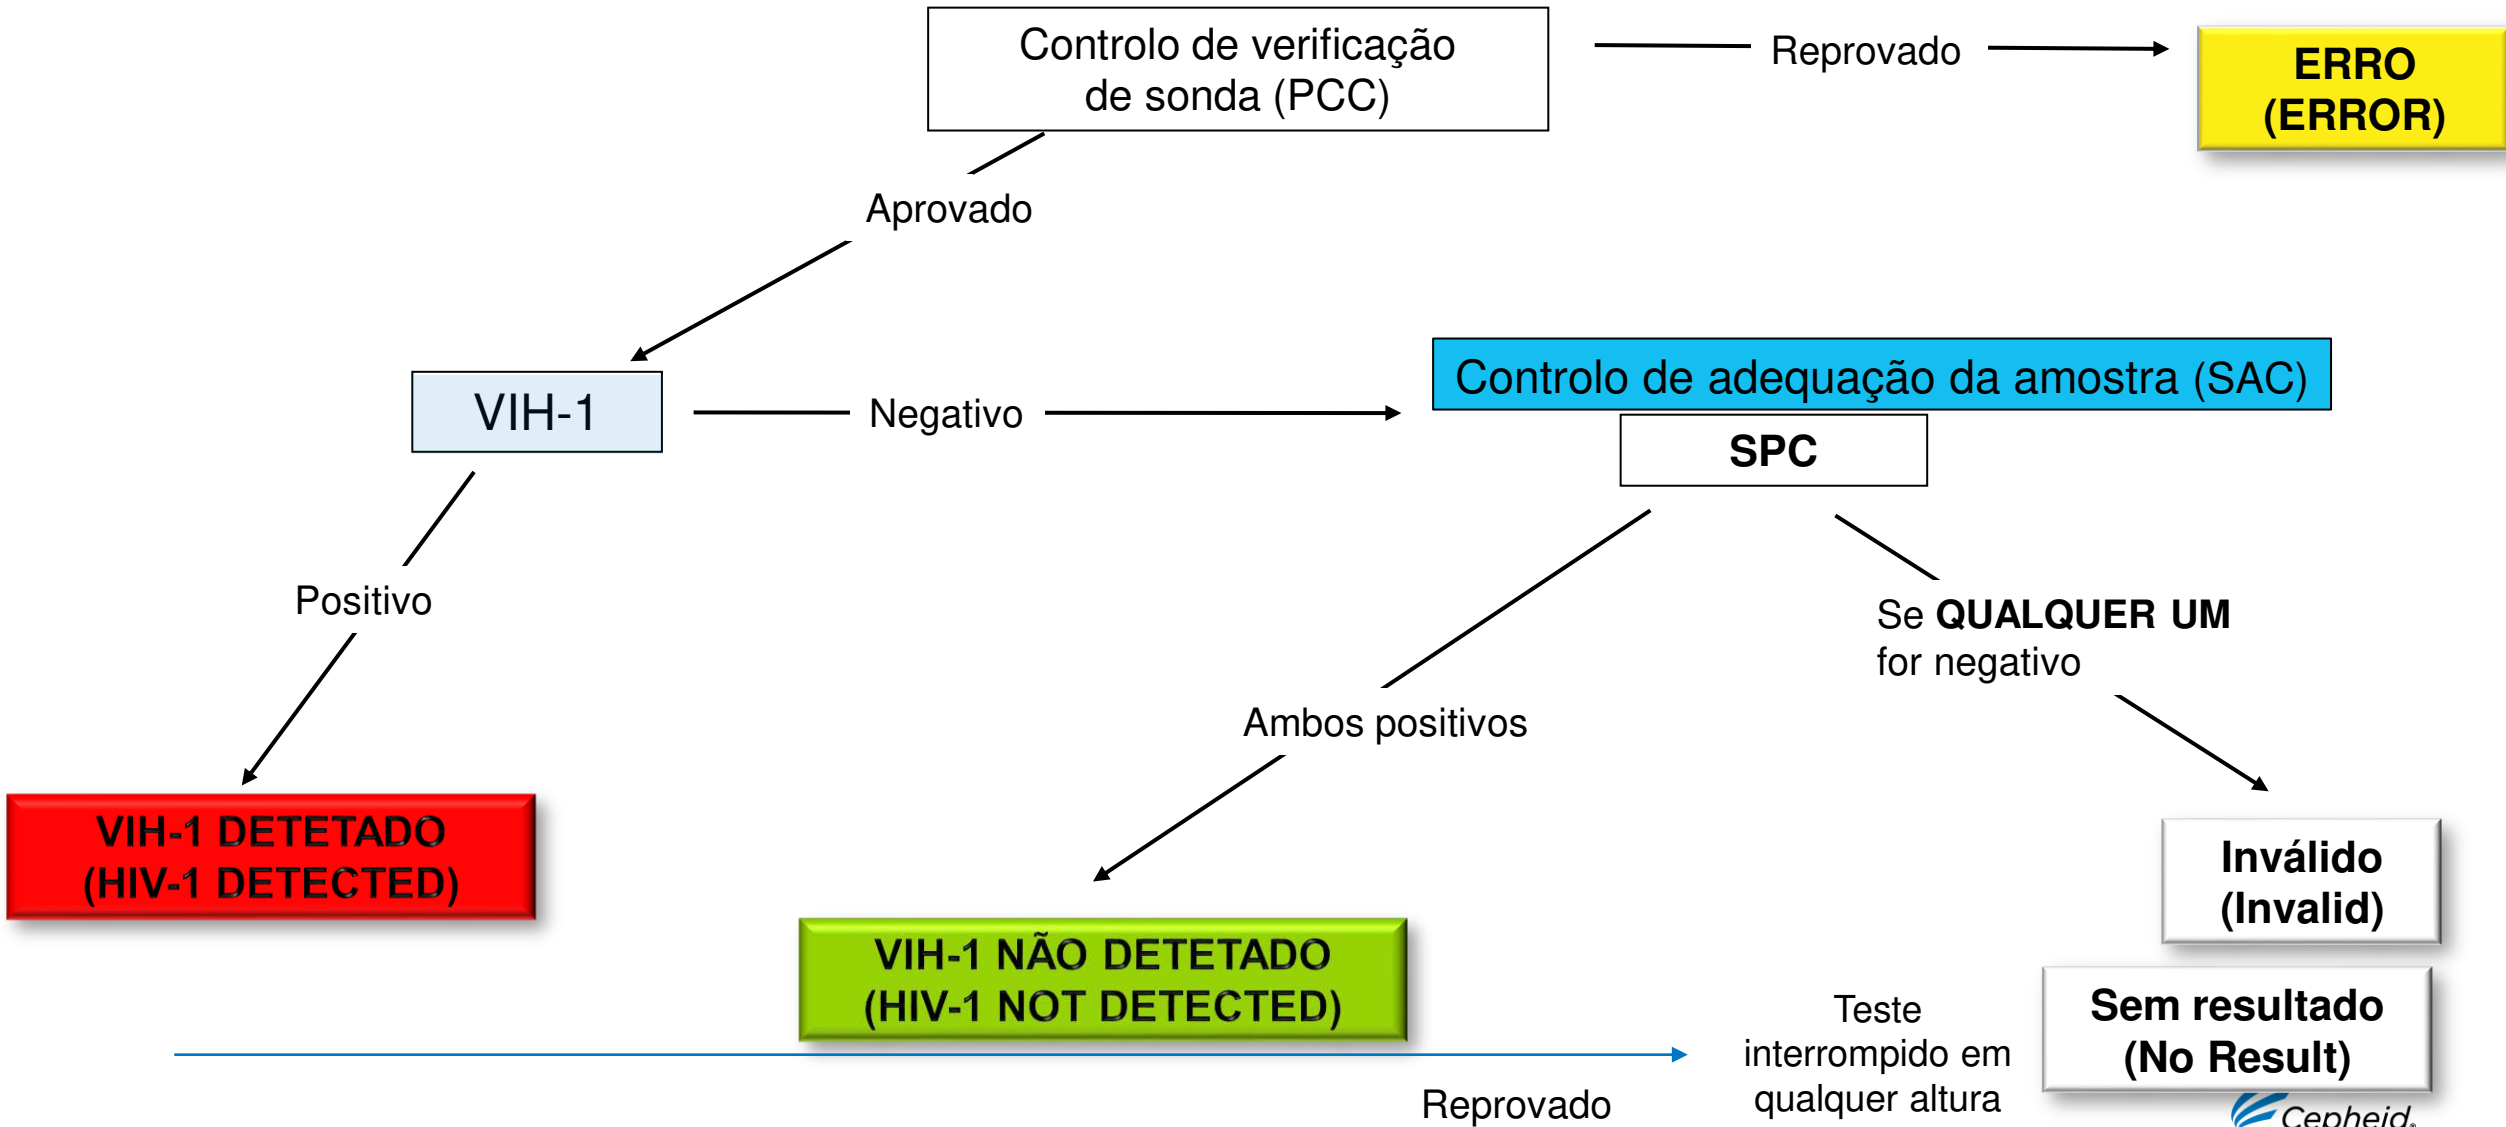 Controlo de verificação
de sonda (PCC)
Reprovado
ERRO
(ERROR)
Aprovado
VIH-1
Negativo
Controlo de adequação da amostra (SAC)
SPC
Positivo
Se QUALQUER UM
for negativo
Ambos positivos
VIH-1 DETETADO
(HIV-1 DETECTED)
Inválido
(Invalid)
VIH-1 NÃO DETETADO
(HIV-1 NOT DETECTED)
Teste
interrompido em
qualquer altura
Sem resultado
(No Result)
Reprovado
Cepheid®